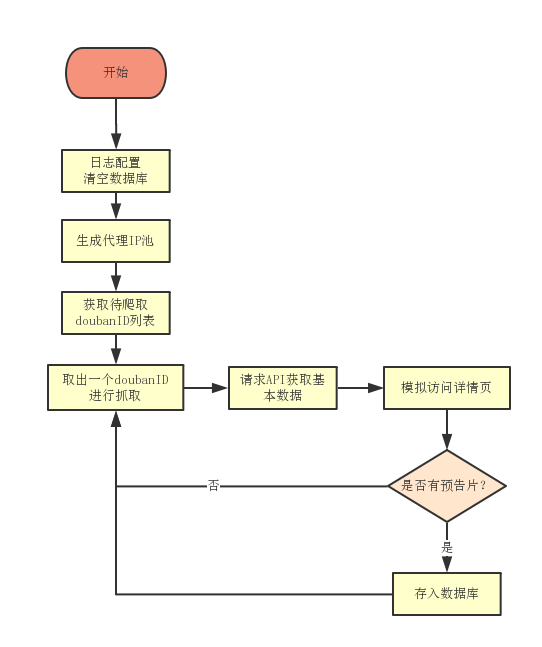 开始
日志配置
清空数据库
生成代理IP池
获取待爬取
doubanID列表
取出一个doubanID
进行抓取
请求API获取基
本数据
模拟访问详情页
是否有预告片？
否
是
存入数据库